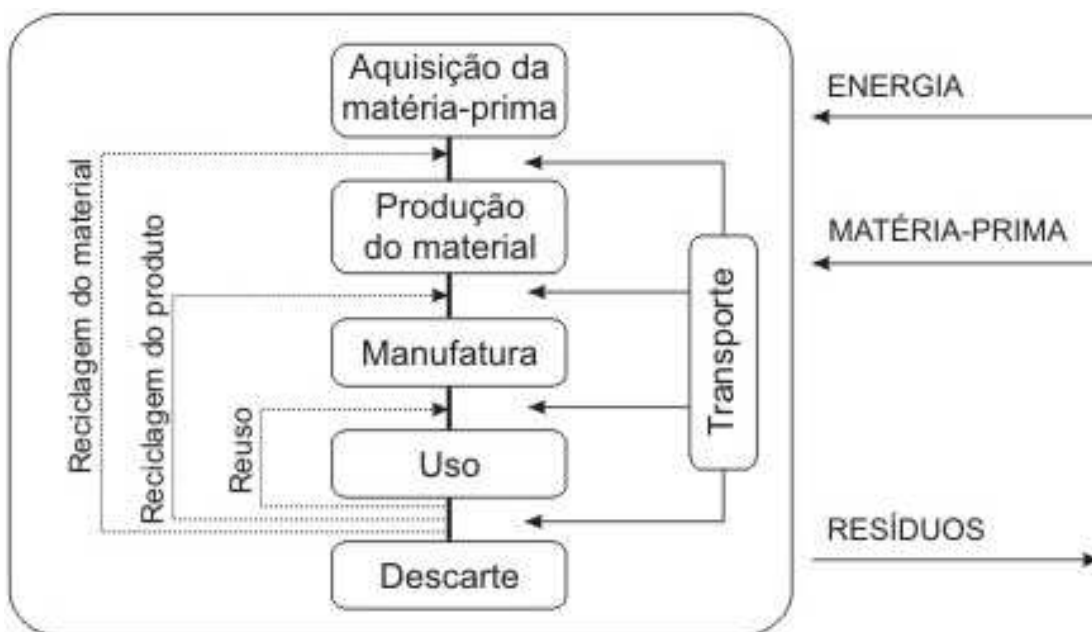 Aquisição da
matéria-prima
Produção
do material
Manufatura
Uso
Descarte
Reciclagem do material
Reciclagem do produto
Reuso
Transporte
ENERGIA
MATÉRIA-PRIMA
RESÍDUOS